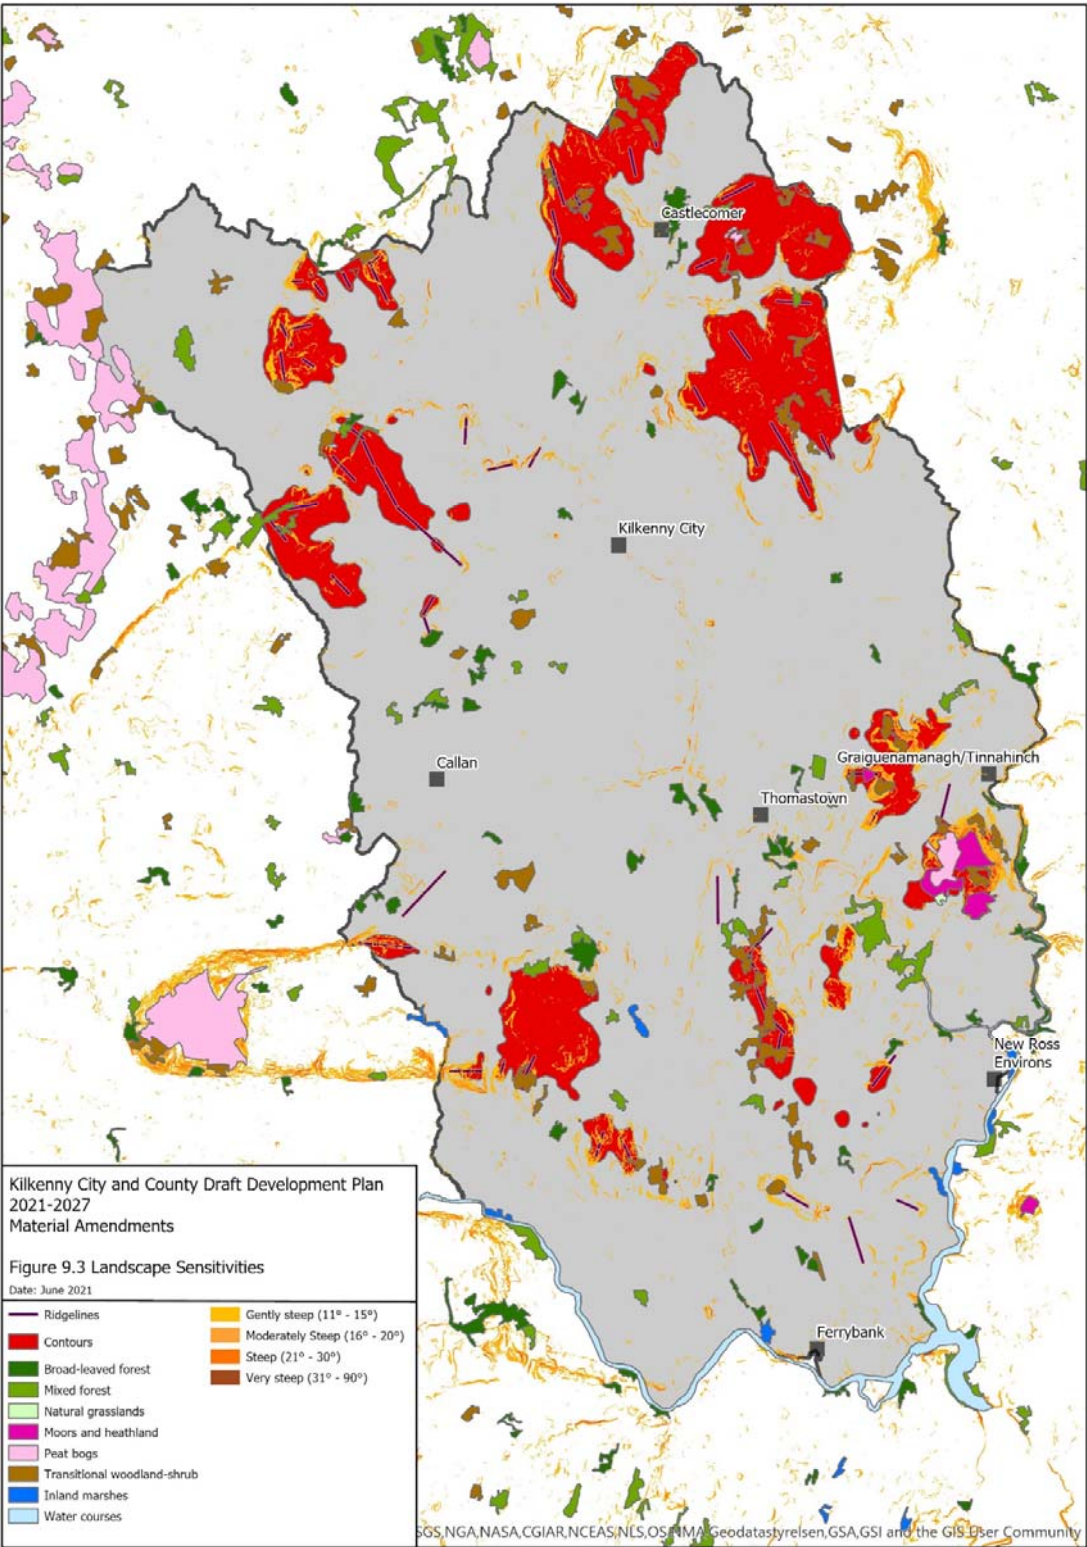 Castlecomer
Kilkenny City
Callan
Graiguenamanagh/Tinnahinch
Thomastown
New Ross
Environs
Ferrybank
Kilkenny City and County Draft Development Plan
2021-2027
Material Amendments
Figure 9.3 Landscape Sensitivities
Date: June 2021
Ridgelines
Contours
Broad-leaved forest
Mixed forest
Natural grasslands
Moors and heathland
Peat bogs
Transitional woodland-shrub
Inland marshes
Water courses
Gently steep (11° - 15°)
Moderately Steep (16° - 20°)
Steep (21° - 30°)
Very steep (31° - 90°)
SGS,NGA,NASA,CGIAR,NCEAS,NLS,OS,NMA,Geodatastyrelsen,GSA,GSI and the GIS User Community